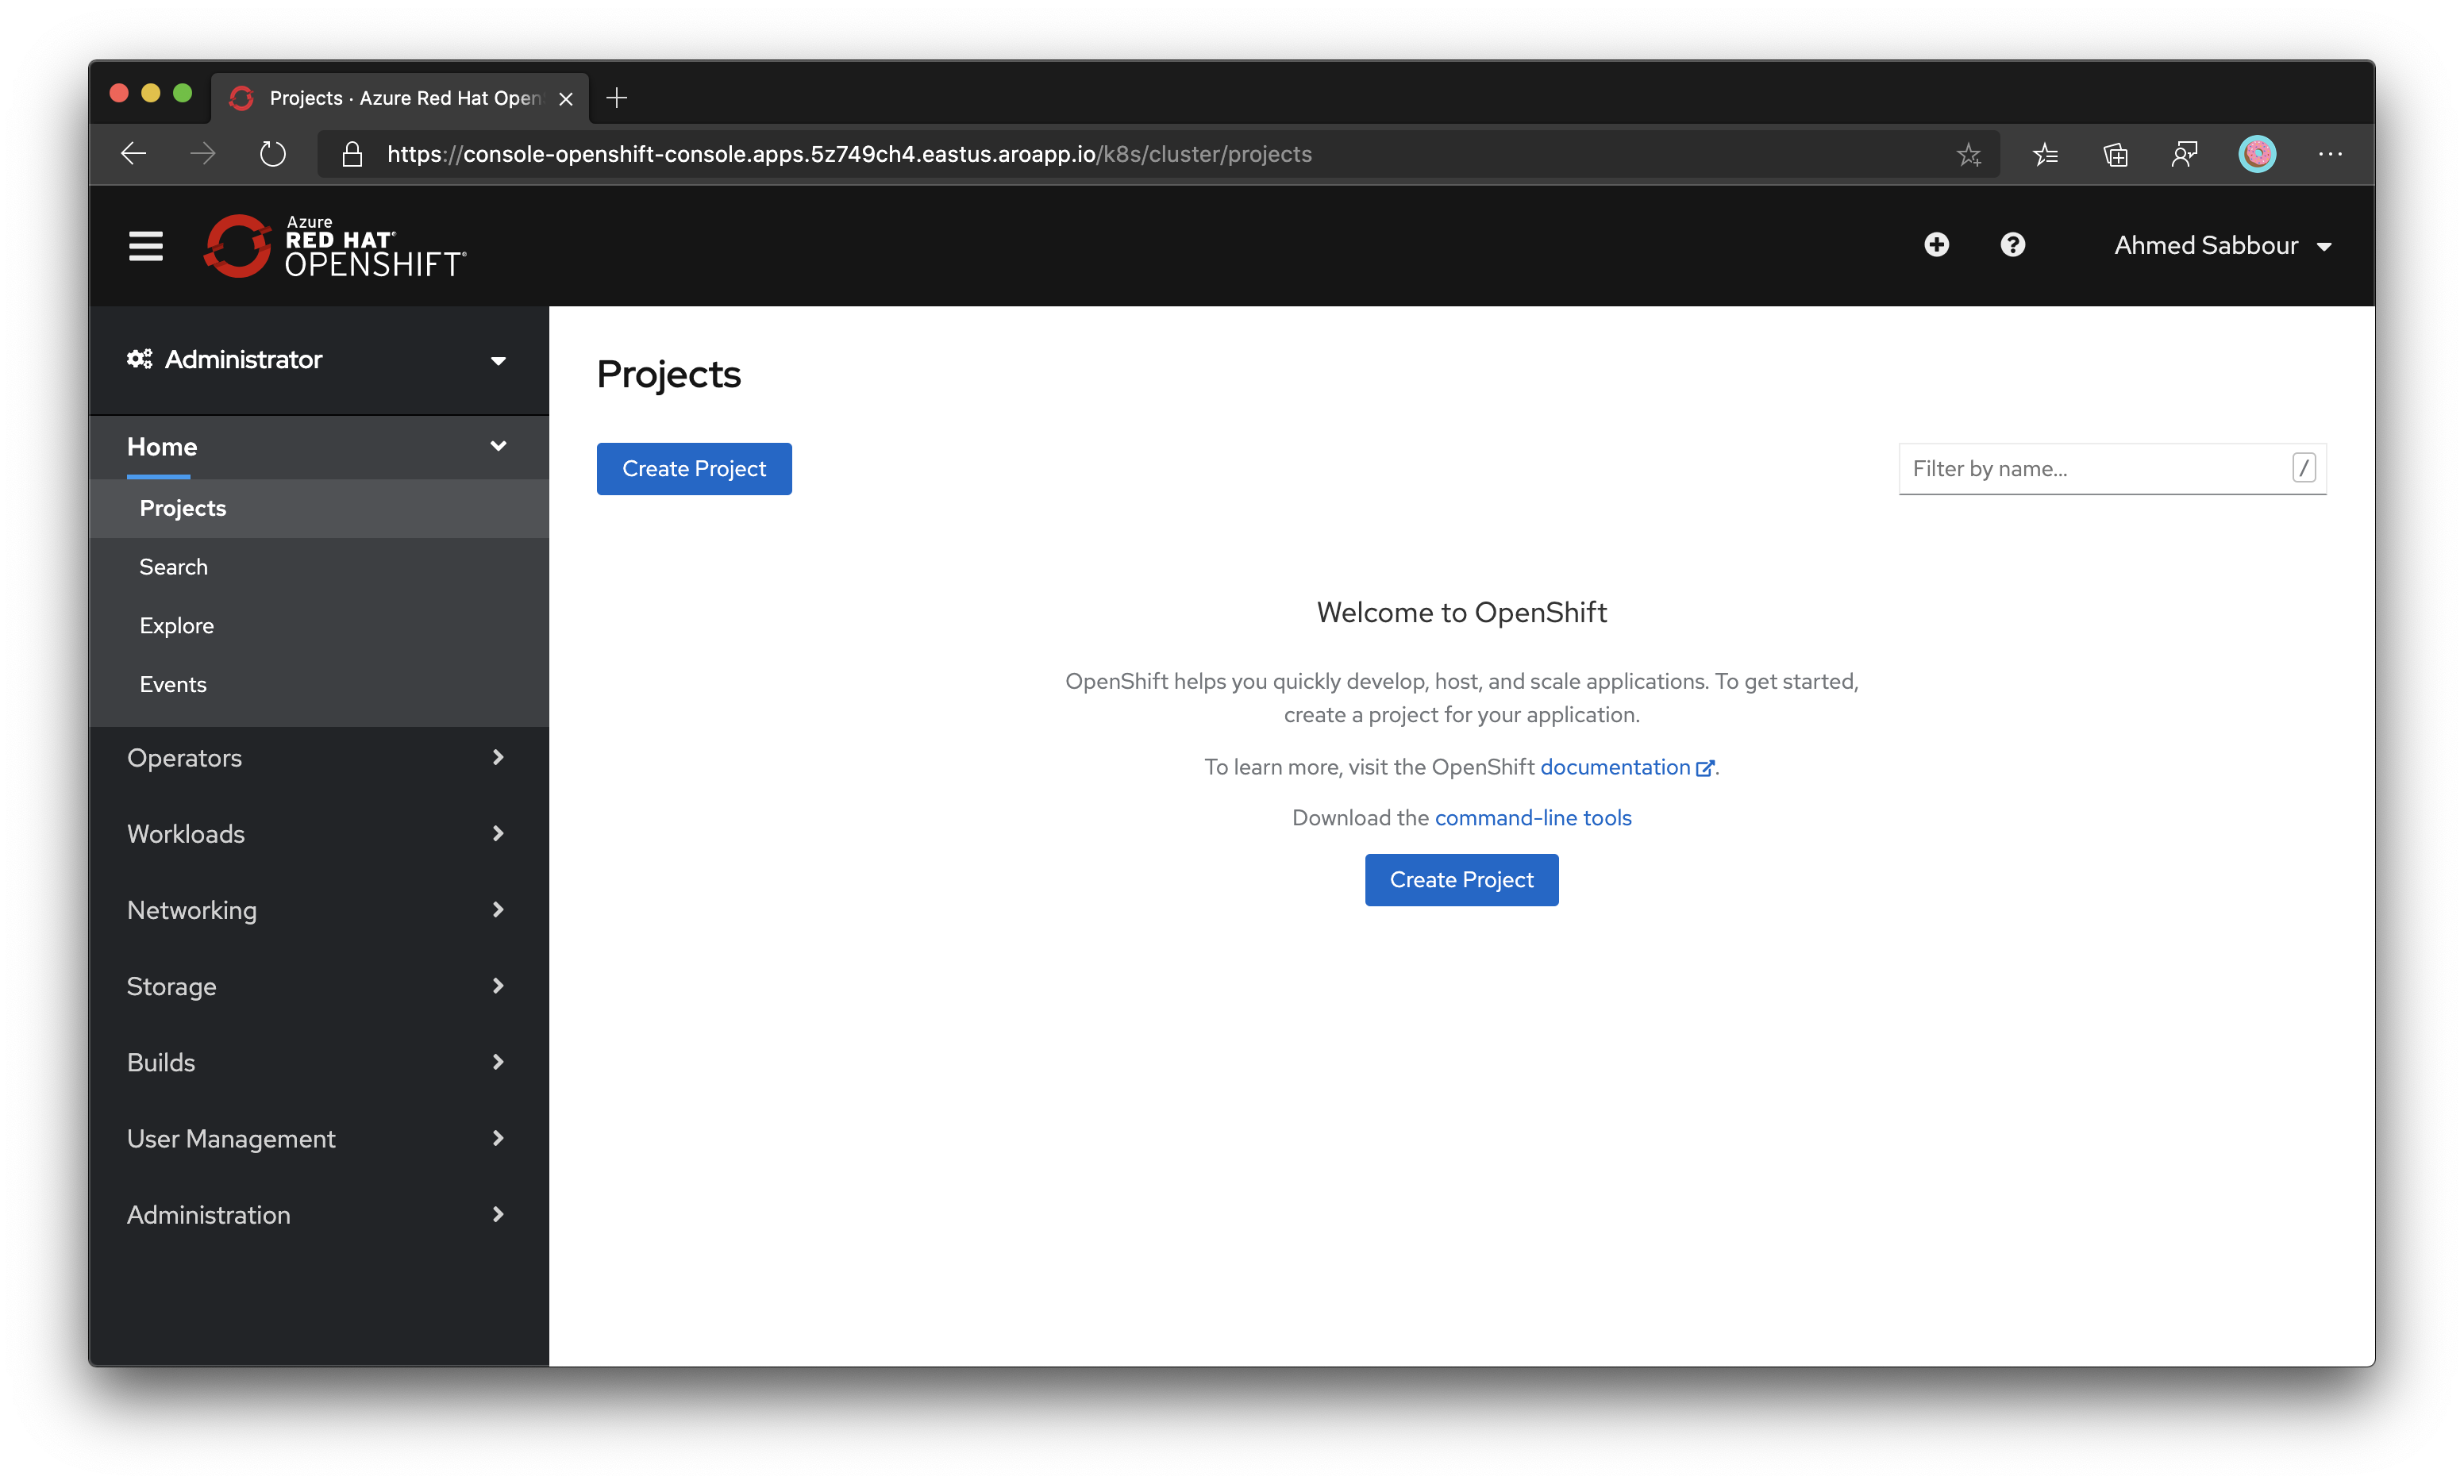 Projects · Azure Red Hat Open
https://console-openshift-console.apps.5z749ch4.eastus.aroapp.io/k8s/cluster/projects
Azure
RED HAT®
OPENSHIFT®
Ahmed Sabbour
Administrator
Home
Projects
Search
Explore
Events
Operators
Workloads
Networking
Storage
Builds
User Management
Administration
Projects
Create Project
Filter by name...
/
Welcome to OpenShift
OpenShift helps you quickly develop, host, and scale applications. To get started,
create a project for your application.
To learn more, visit the OpenShift documentation.
Download the command-line tools
Create Project